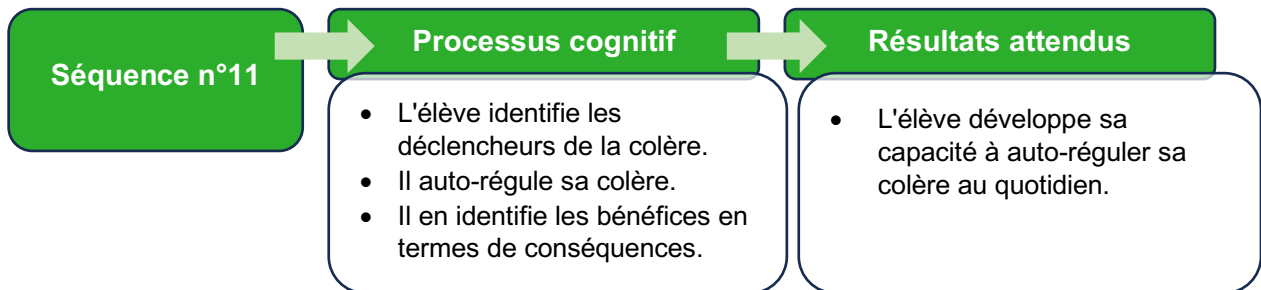 Séquence n°11
Processus cognitif
• L'élève identifie les
déclencheurs de la colère.
• Il auto-régule sa colère.
• Il en identifie les bénéfices en
termes de conséquences.
Résultats attendus
• L'élève développe sa
capacité à auto-réguler sa
colère au quotidien.